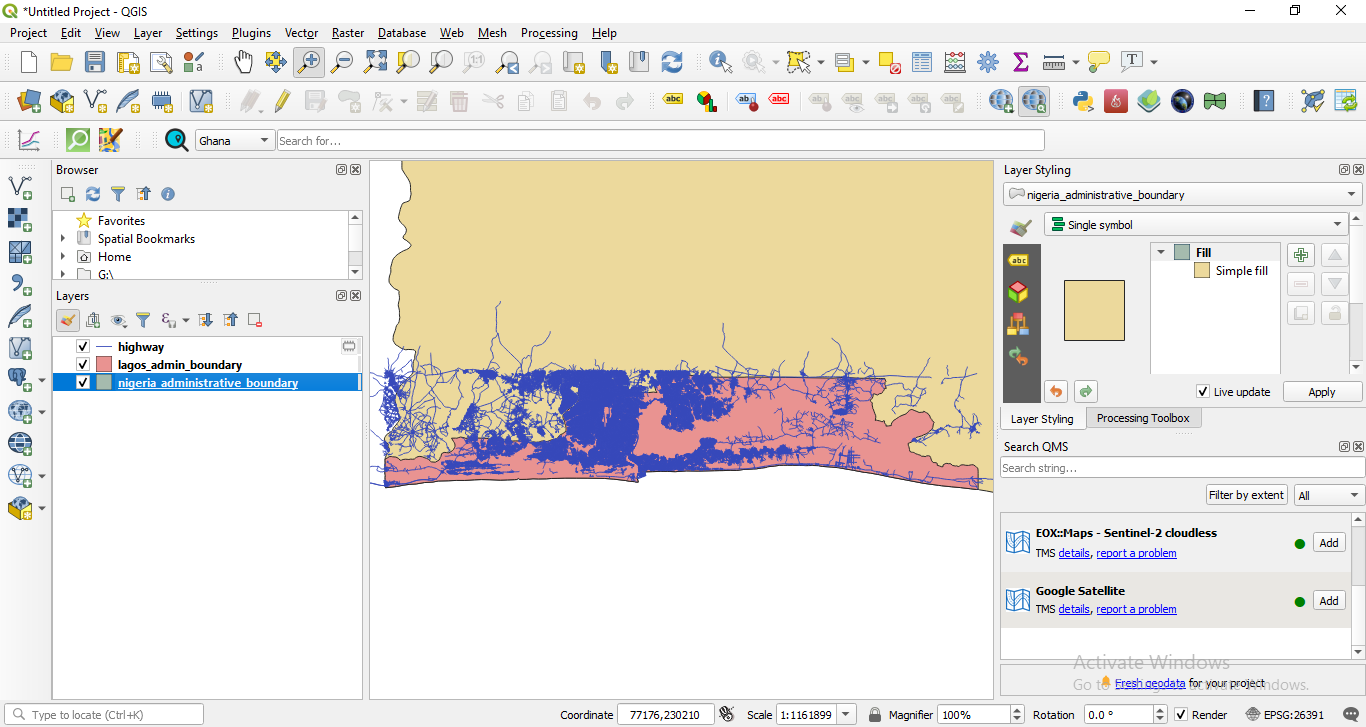 *Untitled Project - QGIS
Project Edit View Layer Settings Plugins Vector Raster Database Web Mesh Processing Help
Ghana Search for...
Browser
Favorites
Spatial Bookmarks
Home
G:\
Layers
highway
lagos_admin_boundary
nigeria_administrative_boundary
Layer Styling
nigeria_administrative_boundary
Single symbol
Fill
Simple fill
Live update Apply
Layer Styling Processing Toolbox
Search QMS
Search string...
Filter by extent All
EOX::Maps - Sentinel-2 cloudless
TMS details, report a problem
Add
Google Satellite
TMS details, report a problem
Add
Activate Windows
Go to Settings to activate Windows.
Fresh geodata for your project
Type to locate (Ctrl+K) Coordinate 77176,230210 Scale 1:1161899 Magnifier 100% Rotation 0.0 ° Render EPSG:26391